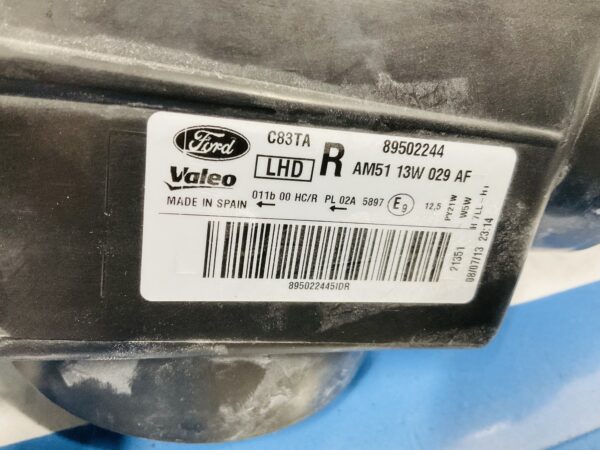 Ford C83TA R 89502244
Valeo LHD AM51 13W 029 AF
MADE IN SPAIN 011b 00 HC/R PL 02A 5897 E9 12,5
PY21W
W5W
21351
08/07/13 23:14
895022445IDR